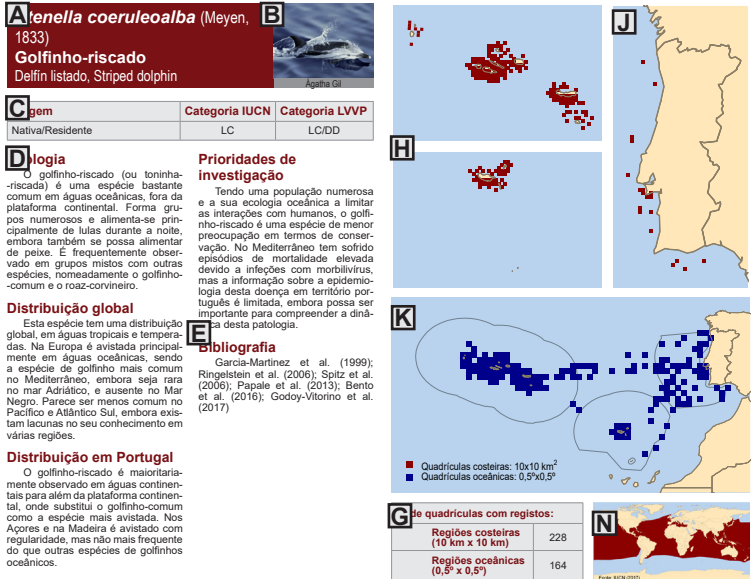 A
tenella coeruleoalba (Meyen,
1833)
Golfinho-riscado
Delfín listado, Striped dolphin
B
Ágatha Gil
C
gem
Categoria IUCN
Categoria LVVP
Nativa/Residente
LC
LC/DD
D
ologia
O golfinho-riscado (ou toninha-
-riscada) é uma espécie bastante
comum em águas oceânicas, fora da
plataforma continental. Forma gru-
pos numerosos e alimenta-se prin-
cipalmente de lulas durante a noite,
embora também se possa alimentar
de peixe. É frequentemente obser-
vado em grupos mistos com outras
espécies, nomeadamente o golfinho-
-comum e o roaz-corvineiro.
Distribuição global
Esta espécie tem uma distribuição
global, em águas tropicais e tempera-
das. Na Europa é avistada principal-
mente em águas oceânicas, sendo
a espécie de golfinho mais comum
no Mediterrâneo, embora seja rara
no mar Adriático, e ausente no Mar
Negro. Parece ser menos comum no
Pacífico e Atlântico Sul, embora exis-
tam lacunas no seu conhecimento em
várias regiões.
Distribuição em Portugal
O golfinho-riscado é maioritaria-
mente observado em águas continen-
tais para além da plataforma continen-
tal, onde substitui o golfinho-comum
como a espécie mais avistada. Nos
Açores e na Madeira é avistado com
regularidade, mas não mais frequente
do que outras espécies de golfinhos
oceânicos.
Prioridades de
investigação
Tendo uma população numerosa
e a sua ecologia oceânica a limitar
as interações com humanos, o golfi-
nho-riscado é uma espécie de menor
preocupação em termos de conser-
vação. No Mediterrâneo tem sofrido
episódios de mortalidade elevada
devido a infeções com morbilivírus,
mas a informação sobre a epidemio-
logia desta doença em território por-
tuguês é limitada, embora possa ser
importante para compreender a dinâ-
ca desta patologia.
E
Bibliografia
Garcia-Martinez et al. (1999);
Ringelstein et al. (2006); Spitz et al.
(2006); Papale et al. (2013); Bento
et al. (2016); Godoy-Vitorino et al.
(2017)
H
J
K
Quadrículas costeiras: 10x10 km²
Quadrículas oceânicas: 0,5ºx0,5º
G
de quadrículas com registos:
Regiões costeiras
(10 km x 10 km)
228
Regiões oceânicas
(0,5º x 0,5º)
164
N
Fonte: IUCN (2017)